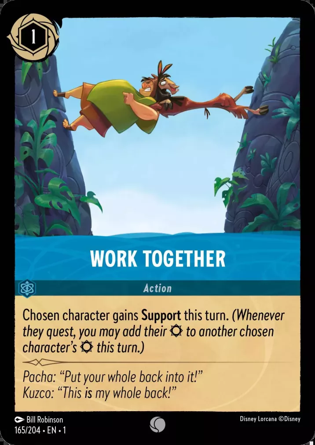 1
WORK TOGETHER
Action
Chosen character gains Support this turn. (Whenever
they quest, you may add their to another chosen
character's this turn.)
Pacha: “Put your whole back into it!”
Kuzco: “This is my whole back!”
Bill Robinson
Disney Lorcana ©Disney
165/204 • EN • 1